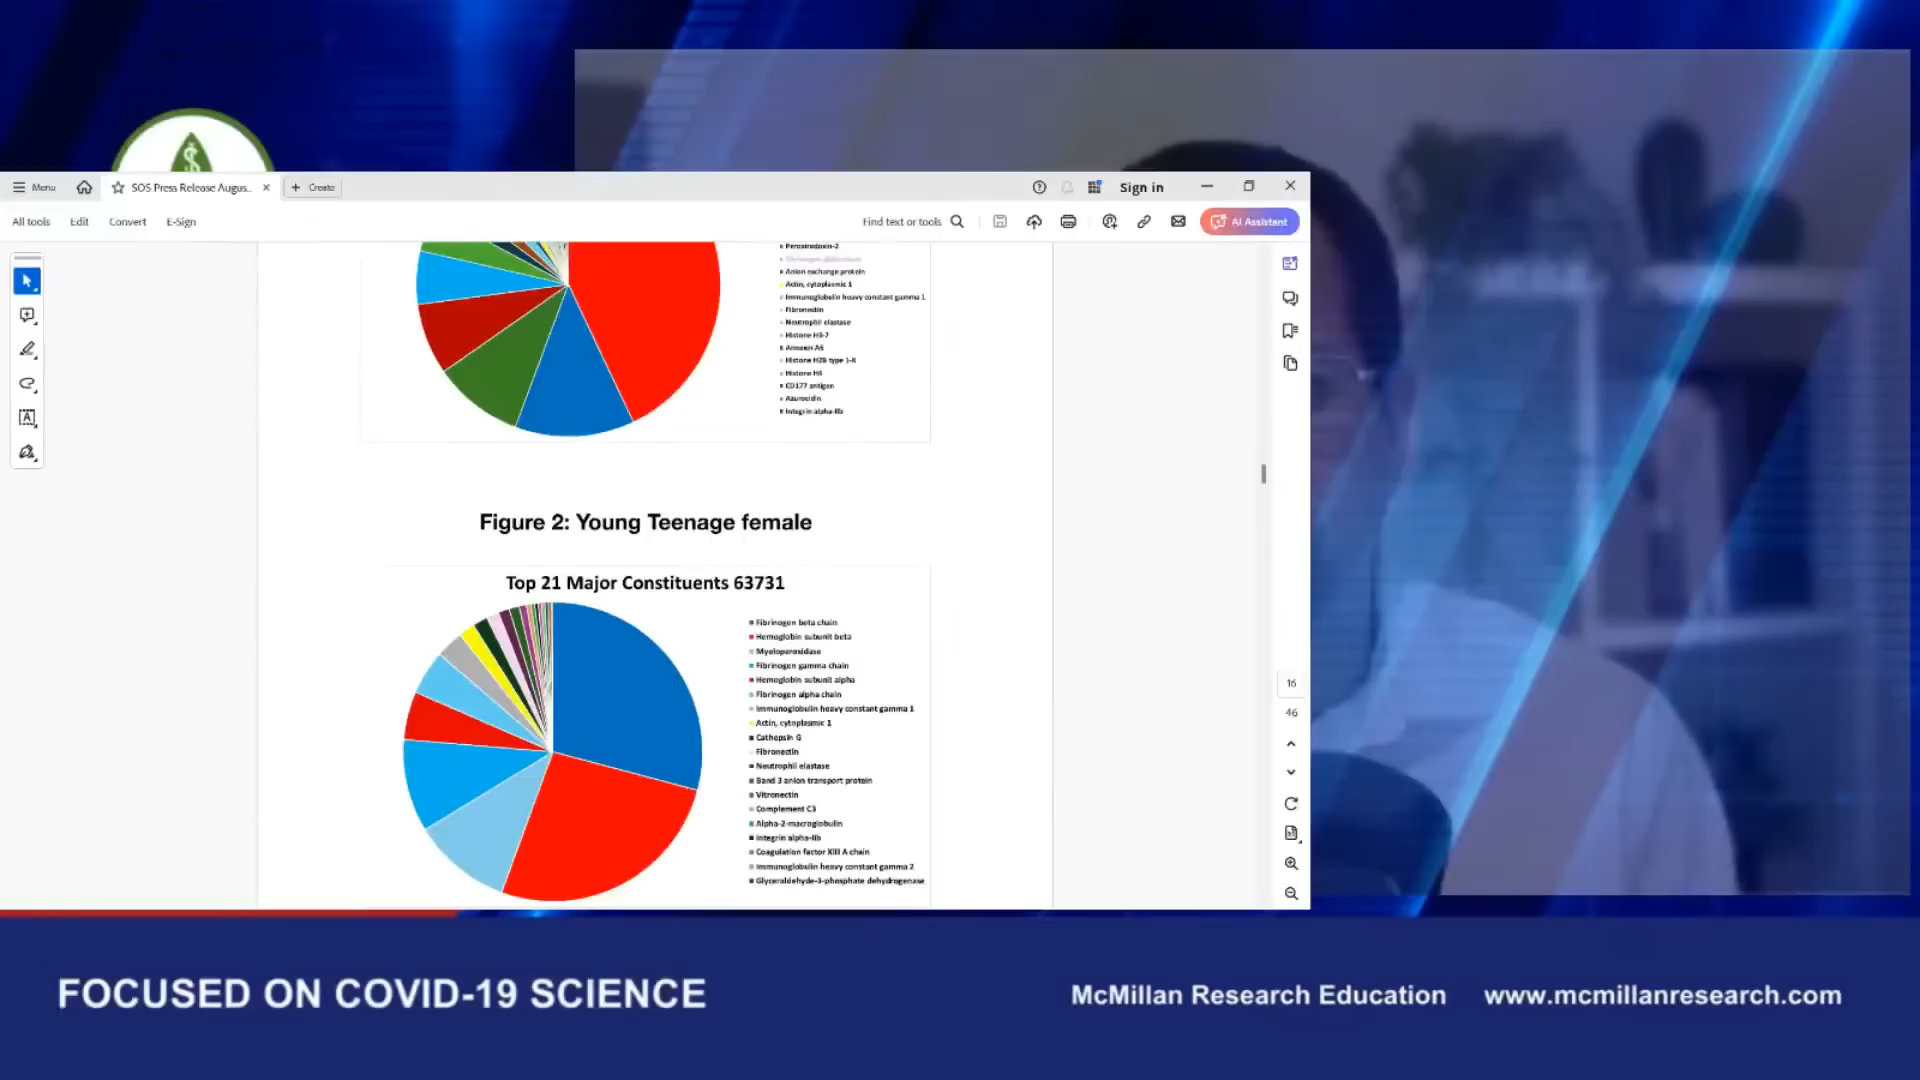 Menu
SOS Press Release Augus..
Create
Sign in
All tools
Edit
Convert
E-Sign
Find text or tools
AI Assistant
Peroxiredoxin-2
Anion exchange protein
Actin, cytoplasmic 1
Immunoglobulin heavy constant gamma 1
Fibronectin
Neutrophil elastase
Histone H3-7
Annexin A6
Histone H2B type 1-K
Histone H4
CD177 antigen
Azurocidin
Integrin alpha-IIb
Figure 2: Young Teenage female
Top 21 Major Constituents 63731
Fibrinogen beta chain
Hemoglobin subunit beta
Myeloperoxidase
Fibrinogen gamma chain
Hemoglobin subunit alpha
Fibrinogen alpha chain
Immunoglobulin heavy constant gamma 1
Actin, cytoplasmic 1
Cathepsin G
Fibronectin
Neutrophil elastase
Band 3 anion transport protein
Vitronectin
Complement C3
Alpha-2-macroglobulin
Integrin alpha-IIb
Coagulation factor XIII A chain
Immunoglobulin heavy constant gamma 2
Glyceraldehyde-3-phosphate dehydrogenase
16
46
FOCUSED ON COVID-19 SCIENCE
McMillan Research Education
www.mcmillanresearch.com